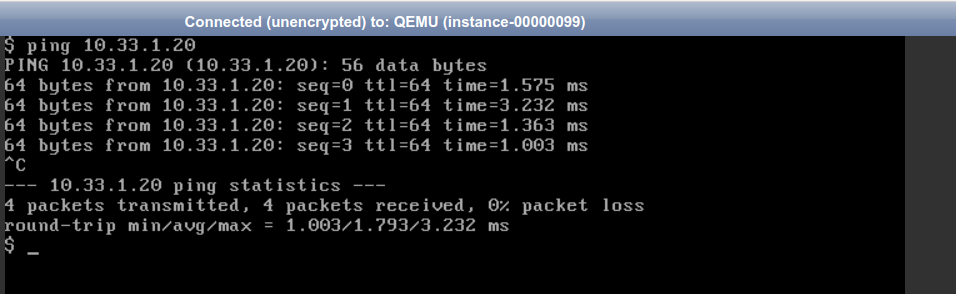 Connected (unencrypted) to: QEMU (instance-00000099)
$ ping 10.33.1.20
PING 10.33.1.20 (10.33.1.20): 56 data bytes
64 bytes from 10.33.1.20: seq=0 ttl=64 time=1.575 ms
64 bytes from 10.33.1.20: seq=1 ttl=64 time=3.232 ms
64 bytes from 10.33.1.20: seq=2 ttl=64 time=1.363 ms
64 bytes from 10.33.1.20: seq=3 ttl=64 time=1.003 ms
^C
--- 10.33.1.20 ping statistics ---
4 packets transmitted, 4 packets received, 0% packet loss
round-trip min/avg/max = 1.003/1.793/3.232 ms
$ _